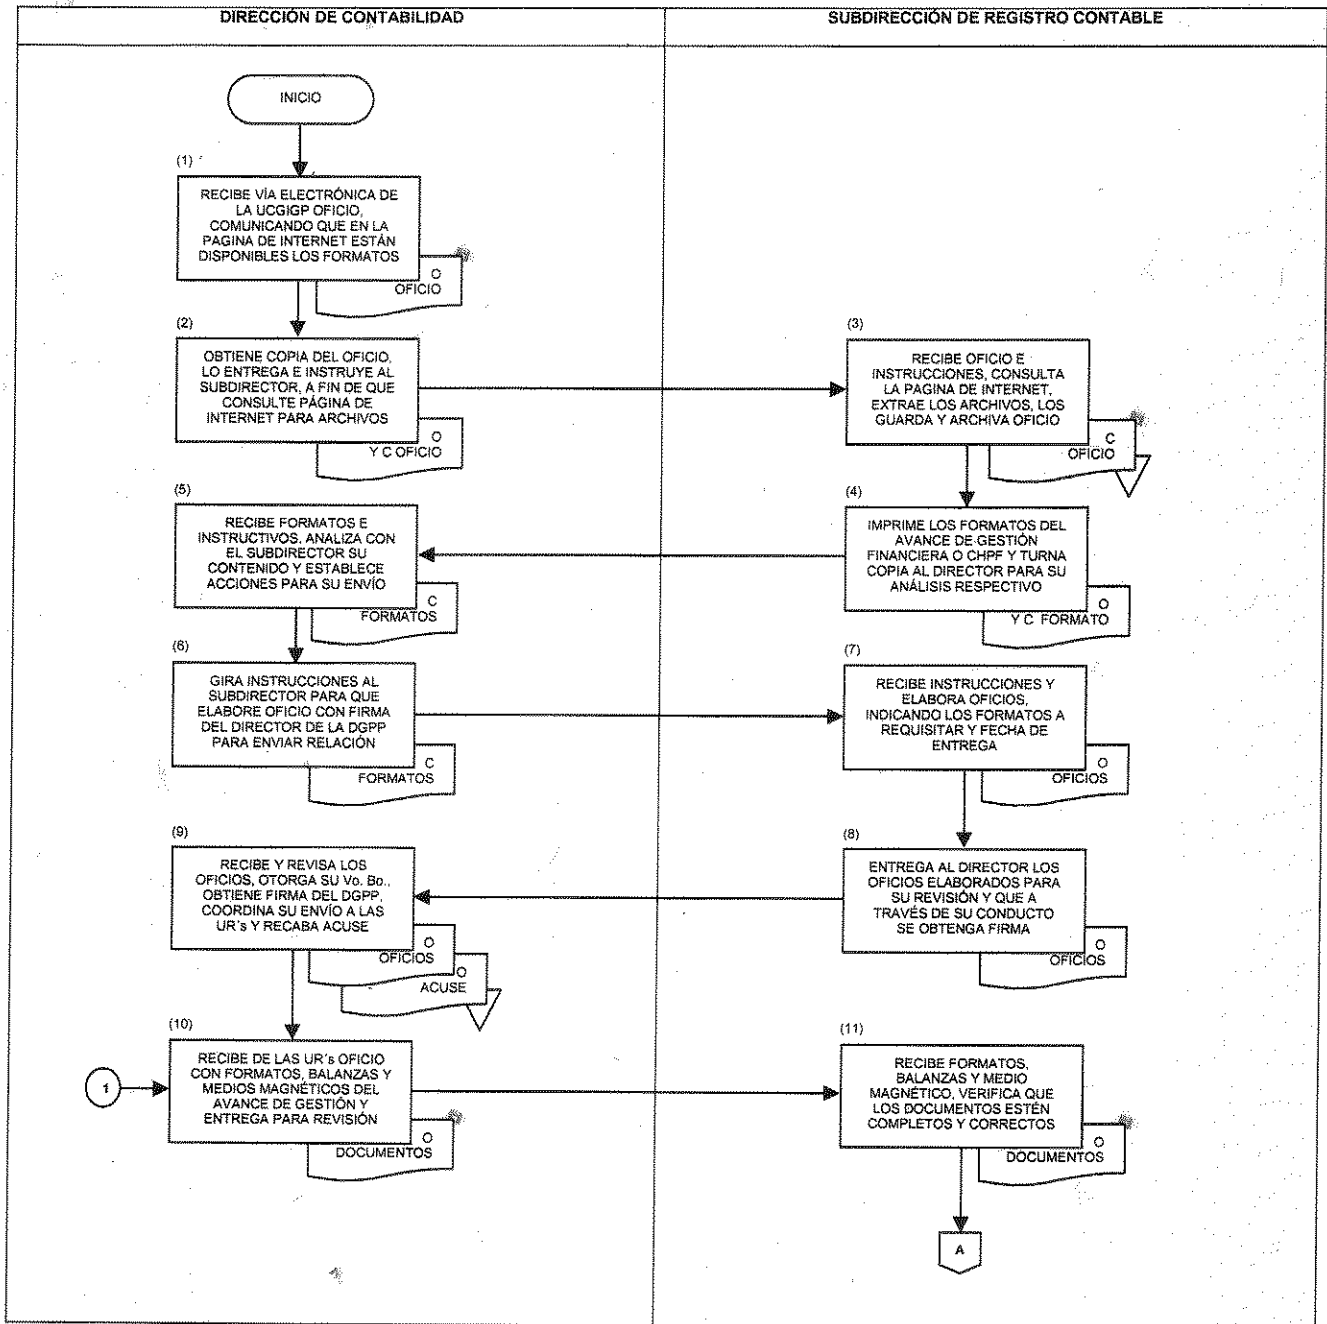 DIRECCIÓN DE CONTABILIDAD
SUBDIRECCIÓN DE REGISTRO CONTABLE
INICIO
(1)
RECIBE VÍA ELECTRÓNICA DE
LA UCGIGP OFICIO,
COMUNICANDO QUE EN LA
PAGINA DE INTERNET ESTÁN
DISPONIBLES LOS FORMATOS
O
OFICIO
(2)
OBTIENE COPIA DEL OFICIO,
LO ENTREGA E INSTRUYE AL
SUBDIRECTOR, A FIN DE QUE
CONSULTE PÁGINA DE
INTERNET PARA ARCHIVOS
O
Y C OFICIO
(3)
RECIBE OFICIO E
INSTRUCCIONES, CONSULTA
LA PAGINA DE INTERNET,
EXTRAE LOS ARCHIVOS, LOS
GUARDA Y ARCHIVA OFICIO
C
OFICIO
(4)
IMPRIME LOS FORMATOS DEL
AVANCE DE GESTIÓN
FINANCIERA O CHPF Y TURNA
COPIA AL DIRECTOR PARA SU
ANÁLISIS RESPECTIVO
O
Y C FORMATO
(5)
RECIBE FORMATOS E
INSTRUCTIVOS, ANALIZA CON
EL SUBDIRECTOR SU
CONTENIDO Y ESTABLECE
ACCIONES PARA SU ENVÍO
C
FORMATOS
(6)
GIRA INSTRUCCIONES AL
SUBDIRECTOR PARA QUE
ELABORE OFICIO CON FIRMA
DEL DIRECTOR DE LA DGPP
PARA ENVIAR RELACIÓN
C
FORMATOS
(7)
RECIBE INSTRUCCIONES Y
ELABORA OFICIOS,
INDICANDO LOS FORMATOS A
REQUISITAR Y FECHA DE
ENTREGA
O
OFICIOS
(8)
ENTREGA AL DIRECTOR LOS
OFICIOS ELABORADOS PARA
SU REVISIÓN Y QUE A
TRAVÉS DE SU CONDUCTO
SE OBTENGA FIRMA
O
OFICIOS
(9)
RECIBE Y REVISA LOS
OFICIOS, OTORGA SU Vo. Bo.,
OBTIENE FIRMA DEL DGPP,
COORDINA SU ENVÍO A LAS
UR's Y RECABA ACUSE
O
OFICIOS
O
ACUSE
(10)
1
RECIBE DE LAS UR's OFICIO
CON FORMATOS, BALANZAS Y
MEDIOS MAGNÉTICOS DEL
AVANCE DE GESTIÓN Y
ENTREGA PARA REVISIÓN
O
DOCUMENTOS
(11)
RECIBE FORMATOS,
BALANZAS Y MEDIO
MAGNÉTICO, VERIFICA QUE
LOS DOCUMENTOS ESTÉN
COMPLETOS Y CORRECTOS
O
DOCUMENTOS
A